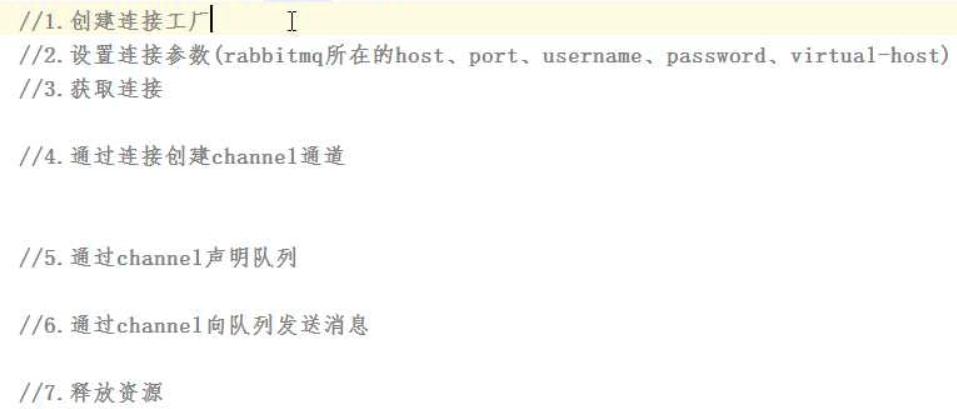 //1.创建连接工厂
//2.设置连接参数(rabbitmq所在的host、port、username、password、virtual-host)
//3.获取连接
//4.通过连接创建channel通道
//5.通过channel声明队列
//6.通过channel向队列发送消息
//7.释放资源